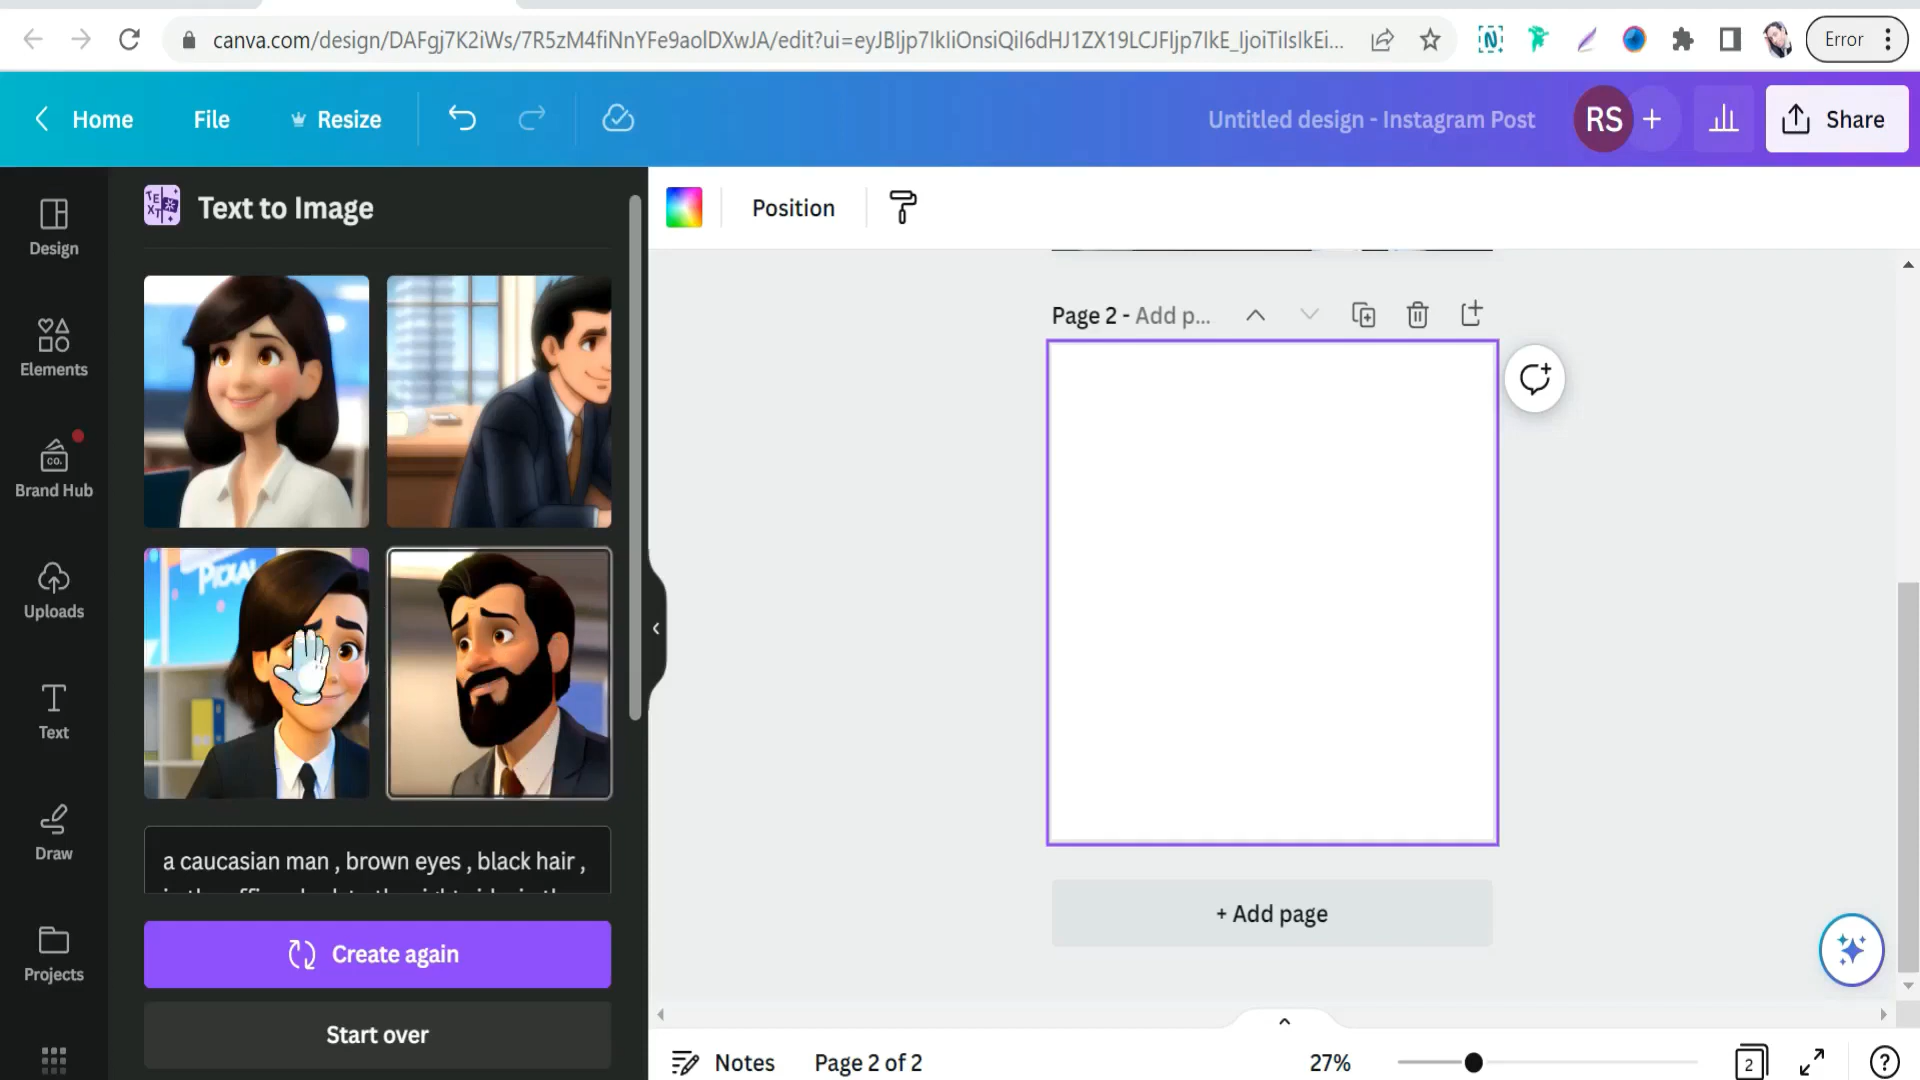 canva.com/design/DAFgj7K2iWs/7R5zM4fiNnYFe9aolDXwJA/edit?ui=eyJBIjp7IkIiOnsiQiI6dHJ1ZX19LCJFIjp7IkE_IjoiTiIsIkEi...
Error
Home
File
Resize
Untitled design - Instagram Post
RS
Share
Text to Image
Position
Design
Elements
CO.
Brand Hub
Uploads
Text
Draw
Projects
Page 2 - Add p...
a caucasian man , brown eyes , black hair ,
Create again
Start over
+ Add page
Notes
Page 2 of 2
27%
2
?